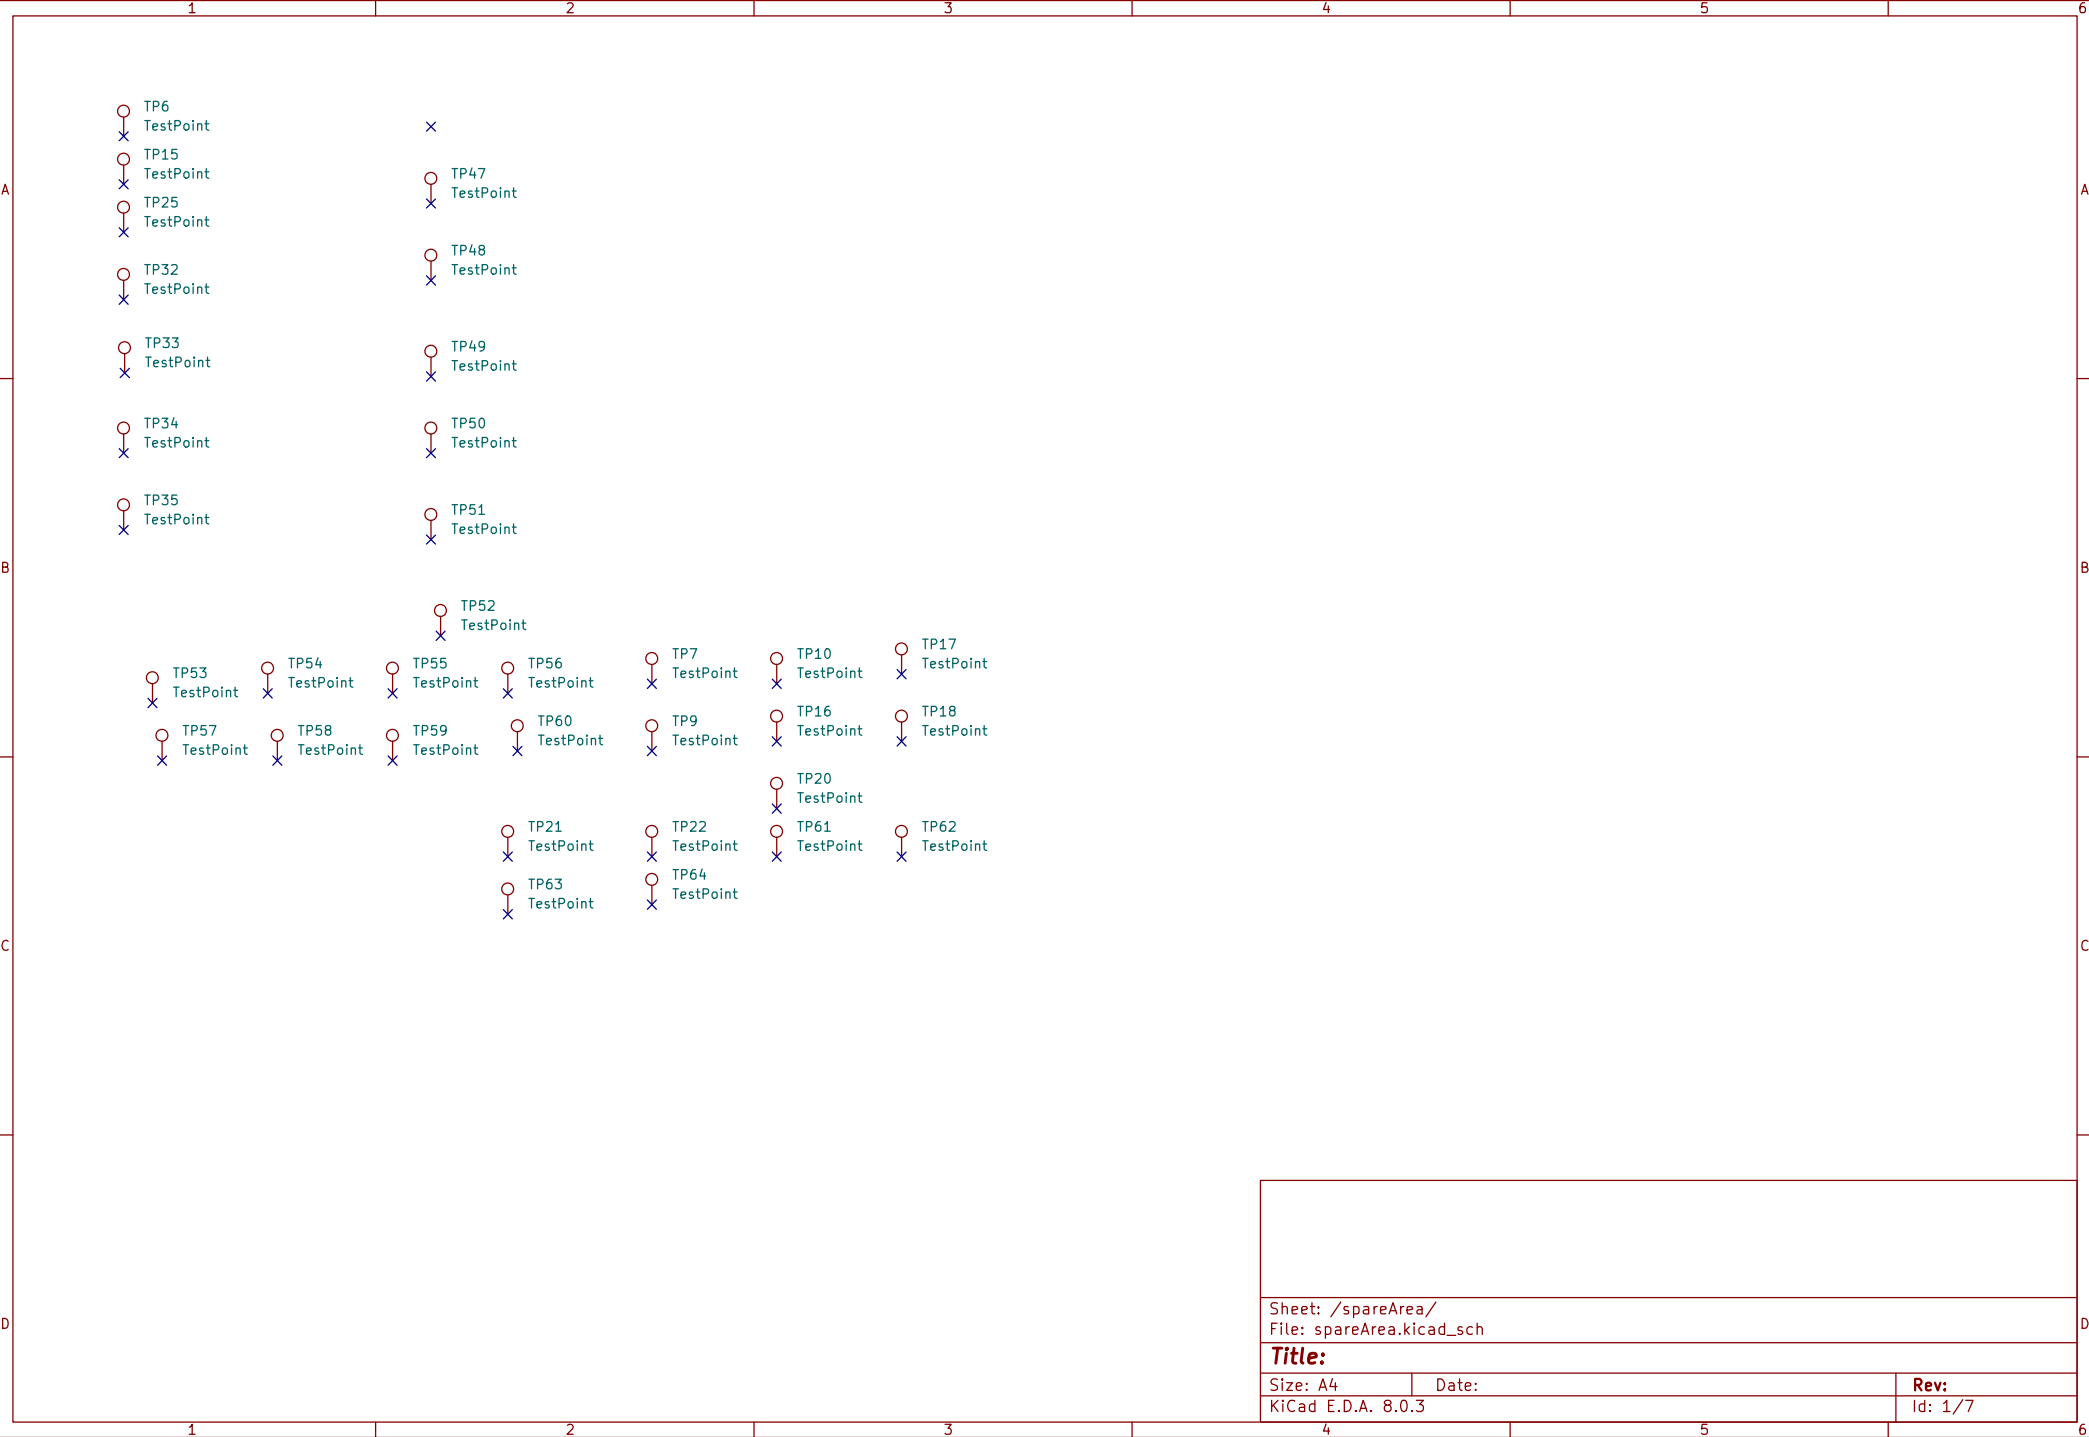 1 2 3 4 5 6
TP6
TestPoint
TP15
TestPoint
A
TP47
TestPoint
A
TP25
TestPoint
TP48
TestPoint
TP32
TestPoint
TP33
TestPoint
TP49
TestPoint
TP34
TestPoint
TP50
TestPoint
TP35
TestPoint
TP51
TestPoint
B
B
TP52
TestPoint
TP53
TestPoint
TP54
TestPoint
TP55
TestPoint
TP56
TestPoint
TP7
TestPoint
TP10
TestPoint
TP17
TestPoint
TP57
TestPoint
TP58
TestPoint
TP59
TestPoint
TP60
TestPoint
TP9
TestPoint
TP16
TestPoint
TP18
TestPoint
TP20
TestPoint
TP21
TestPoint
TP22
TestPoint
TP61
TestPoint
TP62
TestPoint
TP63
TestPoint
TP64
TestPoint
C
C
D
D
Sheet: /spareArea/
File: spareArea.kicad_sch
Title:
Size: A4 Date: Rev:
KiCad E.D.A. 8.0.3 Id: 1/7
1 2 3 4 5 6